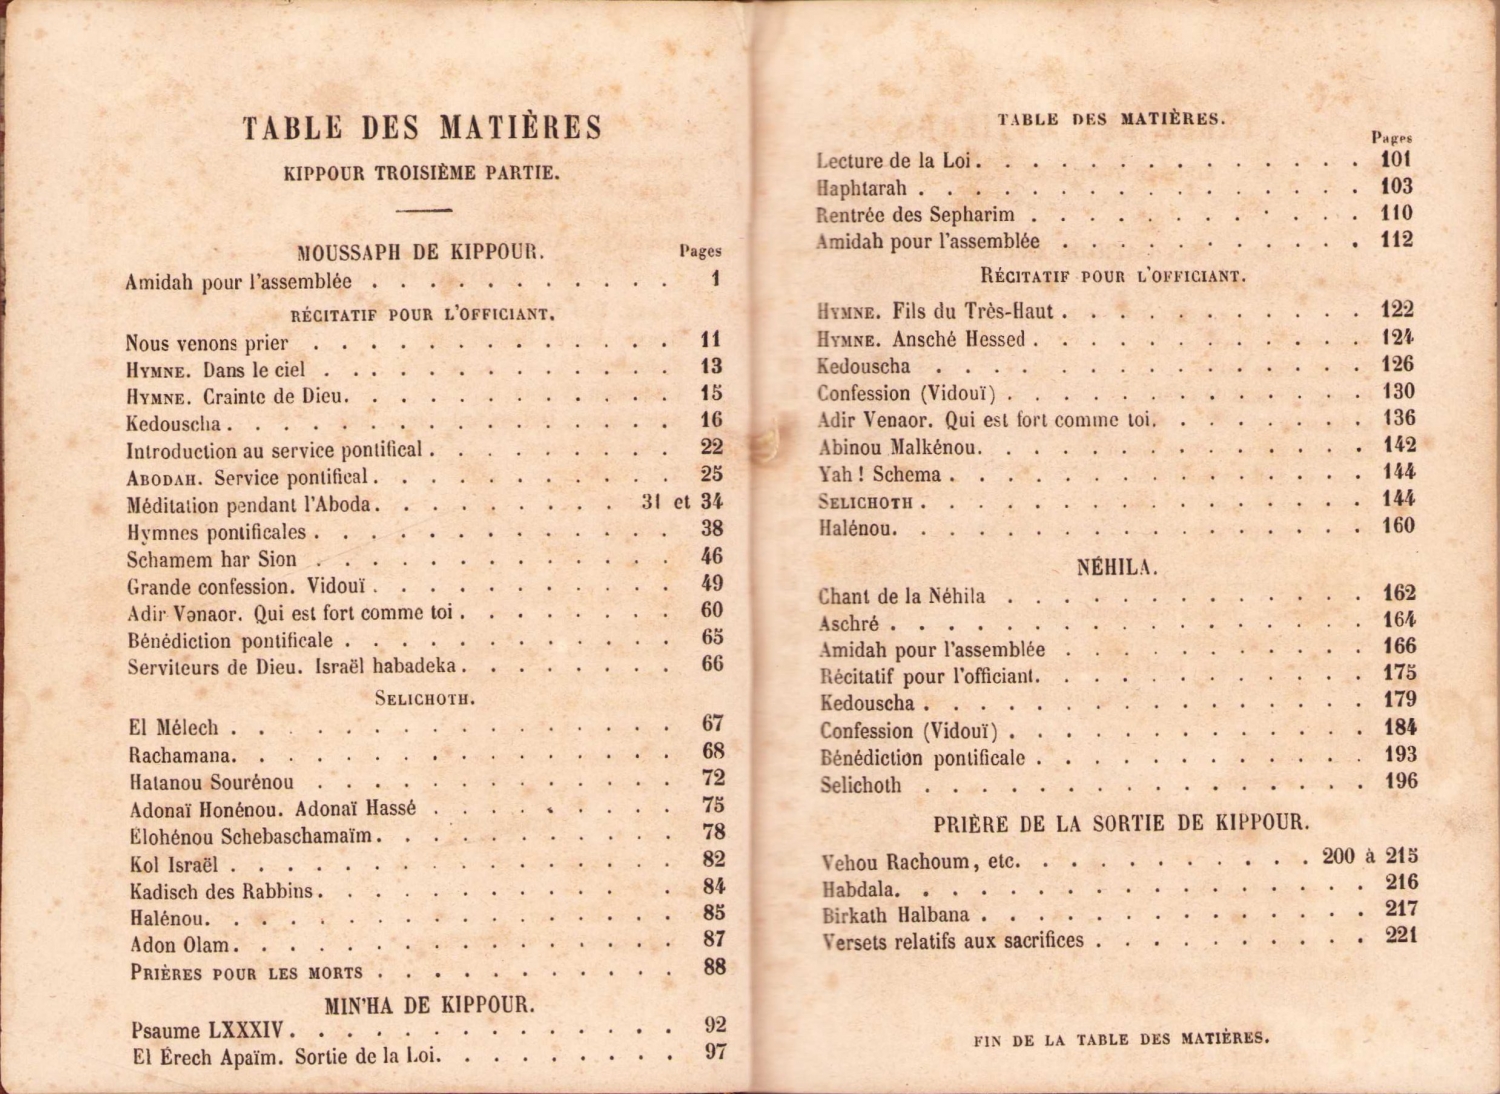 TABLE DES MATIÈRES
KIPPOUR TROISIÈME PARTIE.
MOUSSAPH DE KIPPOUR. Pages
Amidah pour l'assemblée . . . . . . . . . . . 1
RÉCITATIF POUR L'OFFICIANT.
Nous venons prier . . . . . . . . . . . . . 11
HYMNE. Dans le ciel . . . . . . . . . . . . . 13
HYMNE. Crainte de Dieu. . . . . . . . . . . . 15
Kedouscha . . . . . . . . . . . . . . . . 16
Introduction au service pontifical . . . . . . . . . 22
ABODAH. Service pontifical . . . . . . . . . . . 25
Méditation pendant l'Aboda. . . . . . . . . . 31 et 34
Hymnes pontificales . . . . . . . . . . . . . 38
Schamem har Sion . . . . . . . . . . . . . 46
Grande confession. Vidouï . . . . . . . . . . . 49
Adir Venaor. Qui est fort comme toi . . . . . . . . 60
Bénédiction pontificale . . . . . . . . . . . . 65
Serviteurs de Dieu. Israël habadeka . . . . . . . . 66
SELICHOTH.
El Mélech . . . . . . . . . . . . . . . . 67
Rachamana. . . . . . . . . . . . . . . . 68
Hatanou Sourénou . . . . . . . . . . . . . 72
Adonaï Honénou. Adonaï Hassé . . . . . . . . . 75
Élohénou Schebaschamaïm. . . . . . . . . . . 78
Kol Israël . . . . . . . . . . . . . . . . 82
Kadisch des Rabbins . . . . . . . . . . . . . 84
Halénou. . . . . . . . . . . . . . . . . 85
Adon Olam . . . . . . . . . . . . . . . . 87
PRIÈRES POUR LES MORTS . . . . . . . . . . . 88
MIN'HA DE KIPPOUR.
Psaume LXXXIV . . . . . . . . . . . . . . 92
El Érech Apaïm. Sortie de la Loi. . . . . . . . . 97
TABLE DES MATIÈRES.
Pages
Lecture de la Loi . . . . . . . . . . . . . . 101
Haphtarah . . . . . . . . . . . . . . . . 103
Rentrée des Sepharim . . . . . . . . . . . . 110
Amidah pour l'assemblée . . . . . . . . . . . 112
RÉCITATIF POUR L'OFFICIANT.
HYMNE. Fils du Très-Haut . . . . . . . . . . . 122
HYMNE. Ansché Hessed . . . . . . . . . . . . 124
Kedouscha . . . . . . . . . . . . . . . 126
Confession (Vidouï) . . . . . . . . . . . . . 130
Adir Venaor. Qui est fort comme toi. . . . . . . . 136
Abinou Malkénou. . . . . . . . . . . . . . 142
Yah ! Schema . . . . . . . . . . . . . . . 144
SELICHOTH . . . . . . . . . . . . . . . . 144
Halénou. . . . . . . . . . . . . . . . . 160
NÉHILA.
Chant de la Néhila . . . . . . . . . . . . . 162
Aschré . . . . . . . . . . . . . . . . . 164
Amidah pour l'assemblée . . . . . . . . . . . 166
Récitatif pour l'officiant. . . . . . . . . . . . 175
Kedouscha . . . . . . . . . . . . . . . . 179
Confession (Vidouï) . . . . . . . . . . . . . 184
Bénédiction pontificale . . . . . . . . . . . . 193
Selichoth . . . . . . . . . . . . . . . . 196
PRIÈRE DE LA SORTIE DE KIPPOUR.
Vehou Rachoum, etc. . . . . . . . . . . . 200 à 215
Habdala. . . . . . . . . . . . . . . . . 216
Birkath Halbana . . . . . . . . . . . . . . 217
Versets relatifs aux sacrifices . . . . . . . . . . 221
FIN DE LA TABLE DES MATIÈRES.